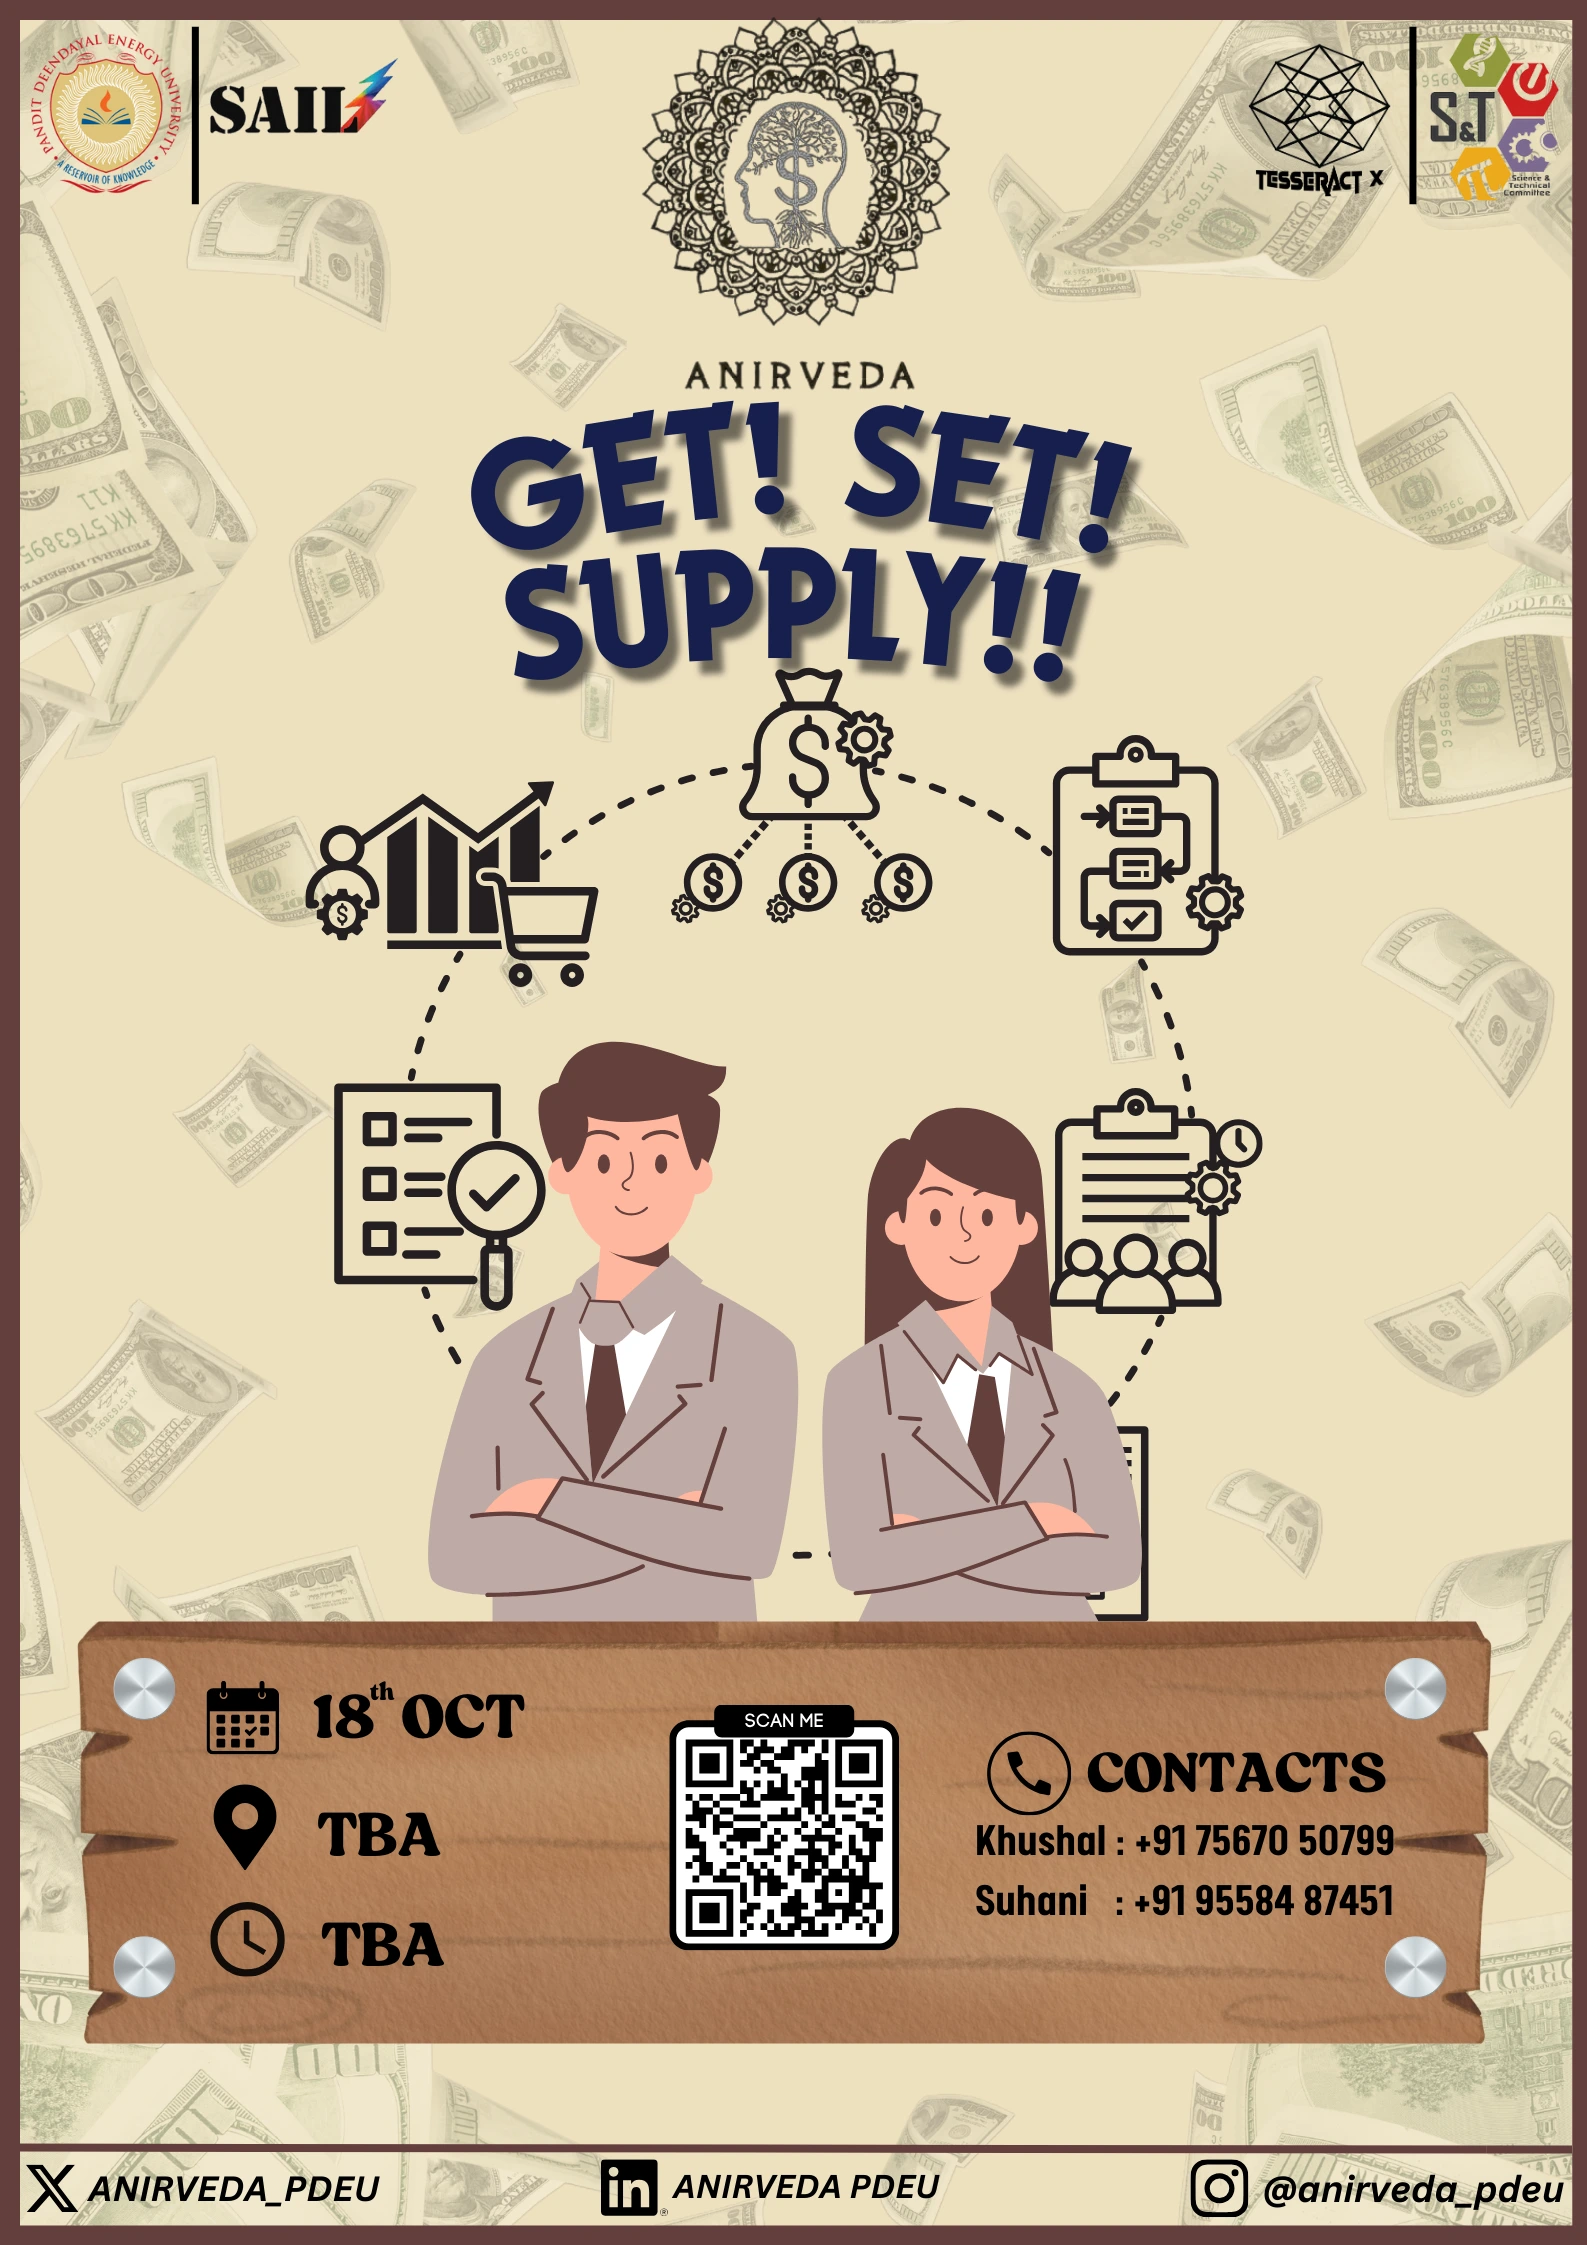 PANDIT DEENDAYAL ENERGY UNIVERSITY
A RESERVOIR OF KNOWLEDGE
SAIL
TESSERACT X
S&T
Science &
Technical
Committee
ANIRVEDA
GET! SET!
SUPPLY!!
18th OCT
TBA
TBA
SCAN ME
CONTACTS
Khushal : +91 75670 50799
Suhani : +91 95584 87451
ANIRVEDA_PDEU
in
ANIRVEDA PDEU
@anirveda_pdeu